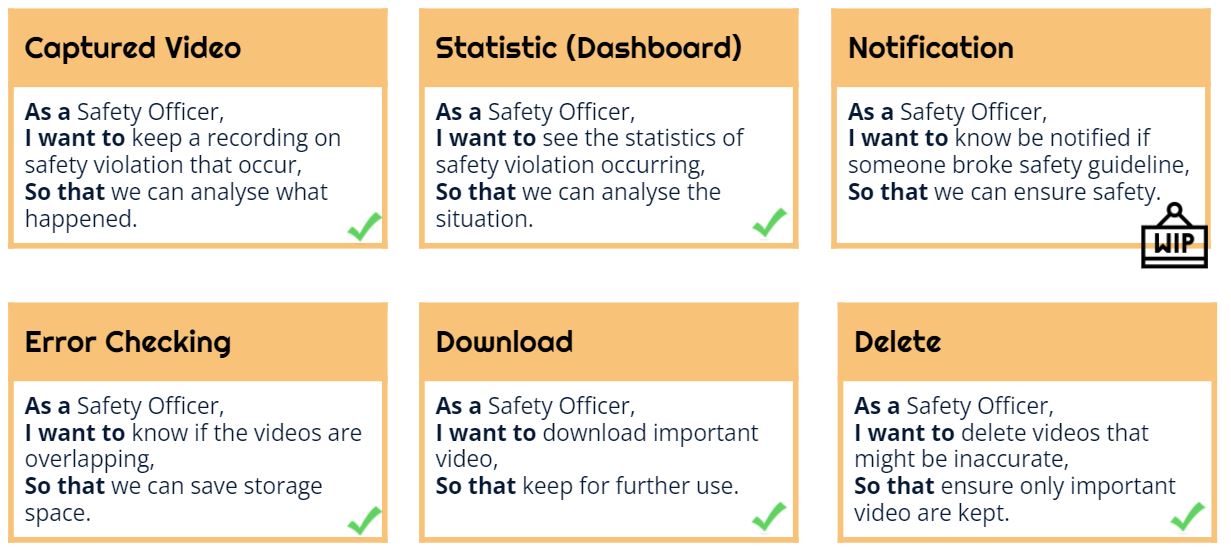 Captured Video
As a Safety Officer,
I want to keep a recording on
safety violation that occur,
So that we can analyse what
happened.
Statistic (Dashboard)
As a Safety Officer,
I want to see the statistics of
safety violation occurring,
So that we can analyse the
situation.
Notification
As a Safety Officer,
I want to know be notified if
someone broke safety guideline,
So that we can ensure safety.
WIP
Error Checking
As a Safety Officer,
I want to know if the videos are
overlapping,
So that we can save storage
space.
Download
As a Safety Officer,
I want to download important
video,
So that keep for further use.
Delete
As a Safety Officer,
I want to delete videos that
might be inaccurate,
So that ensure only important
video are kept.